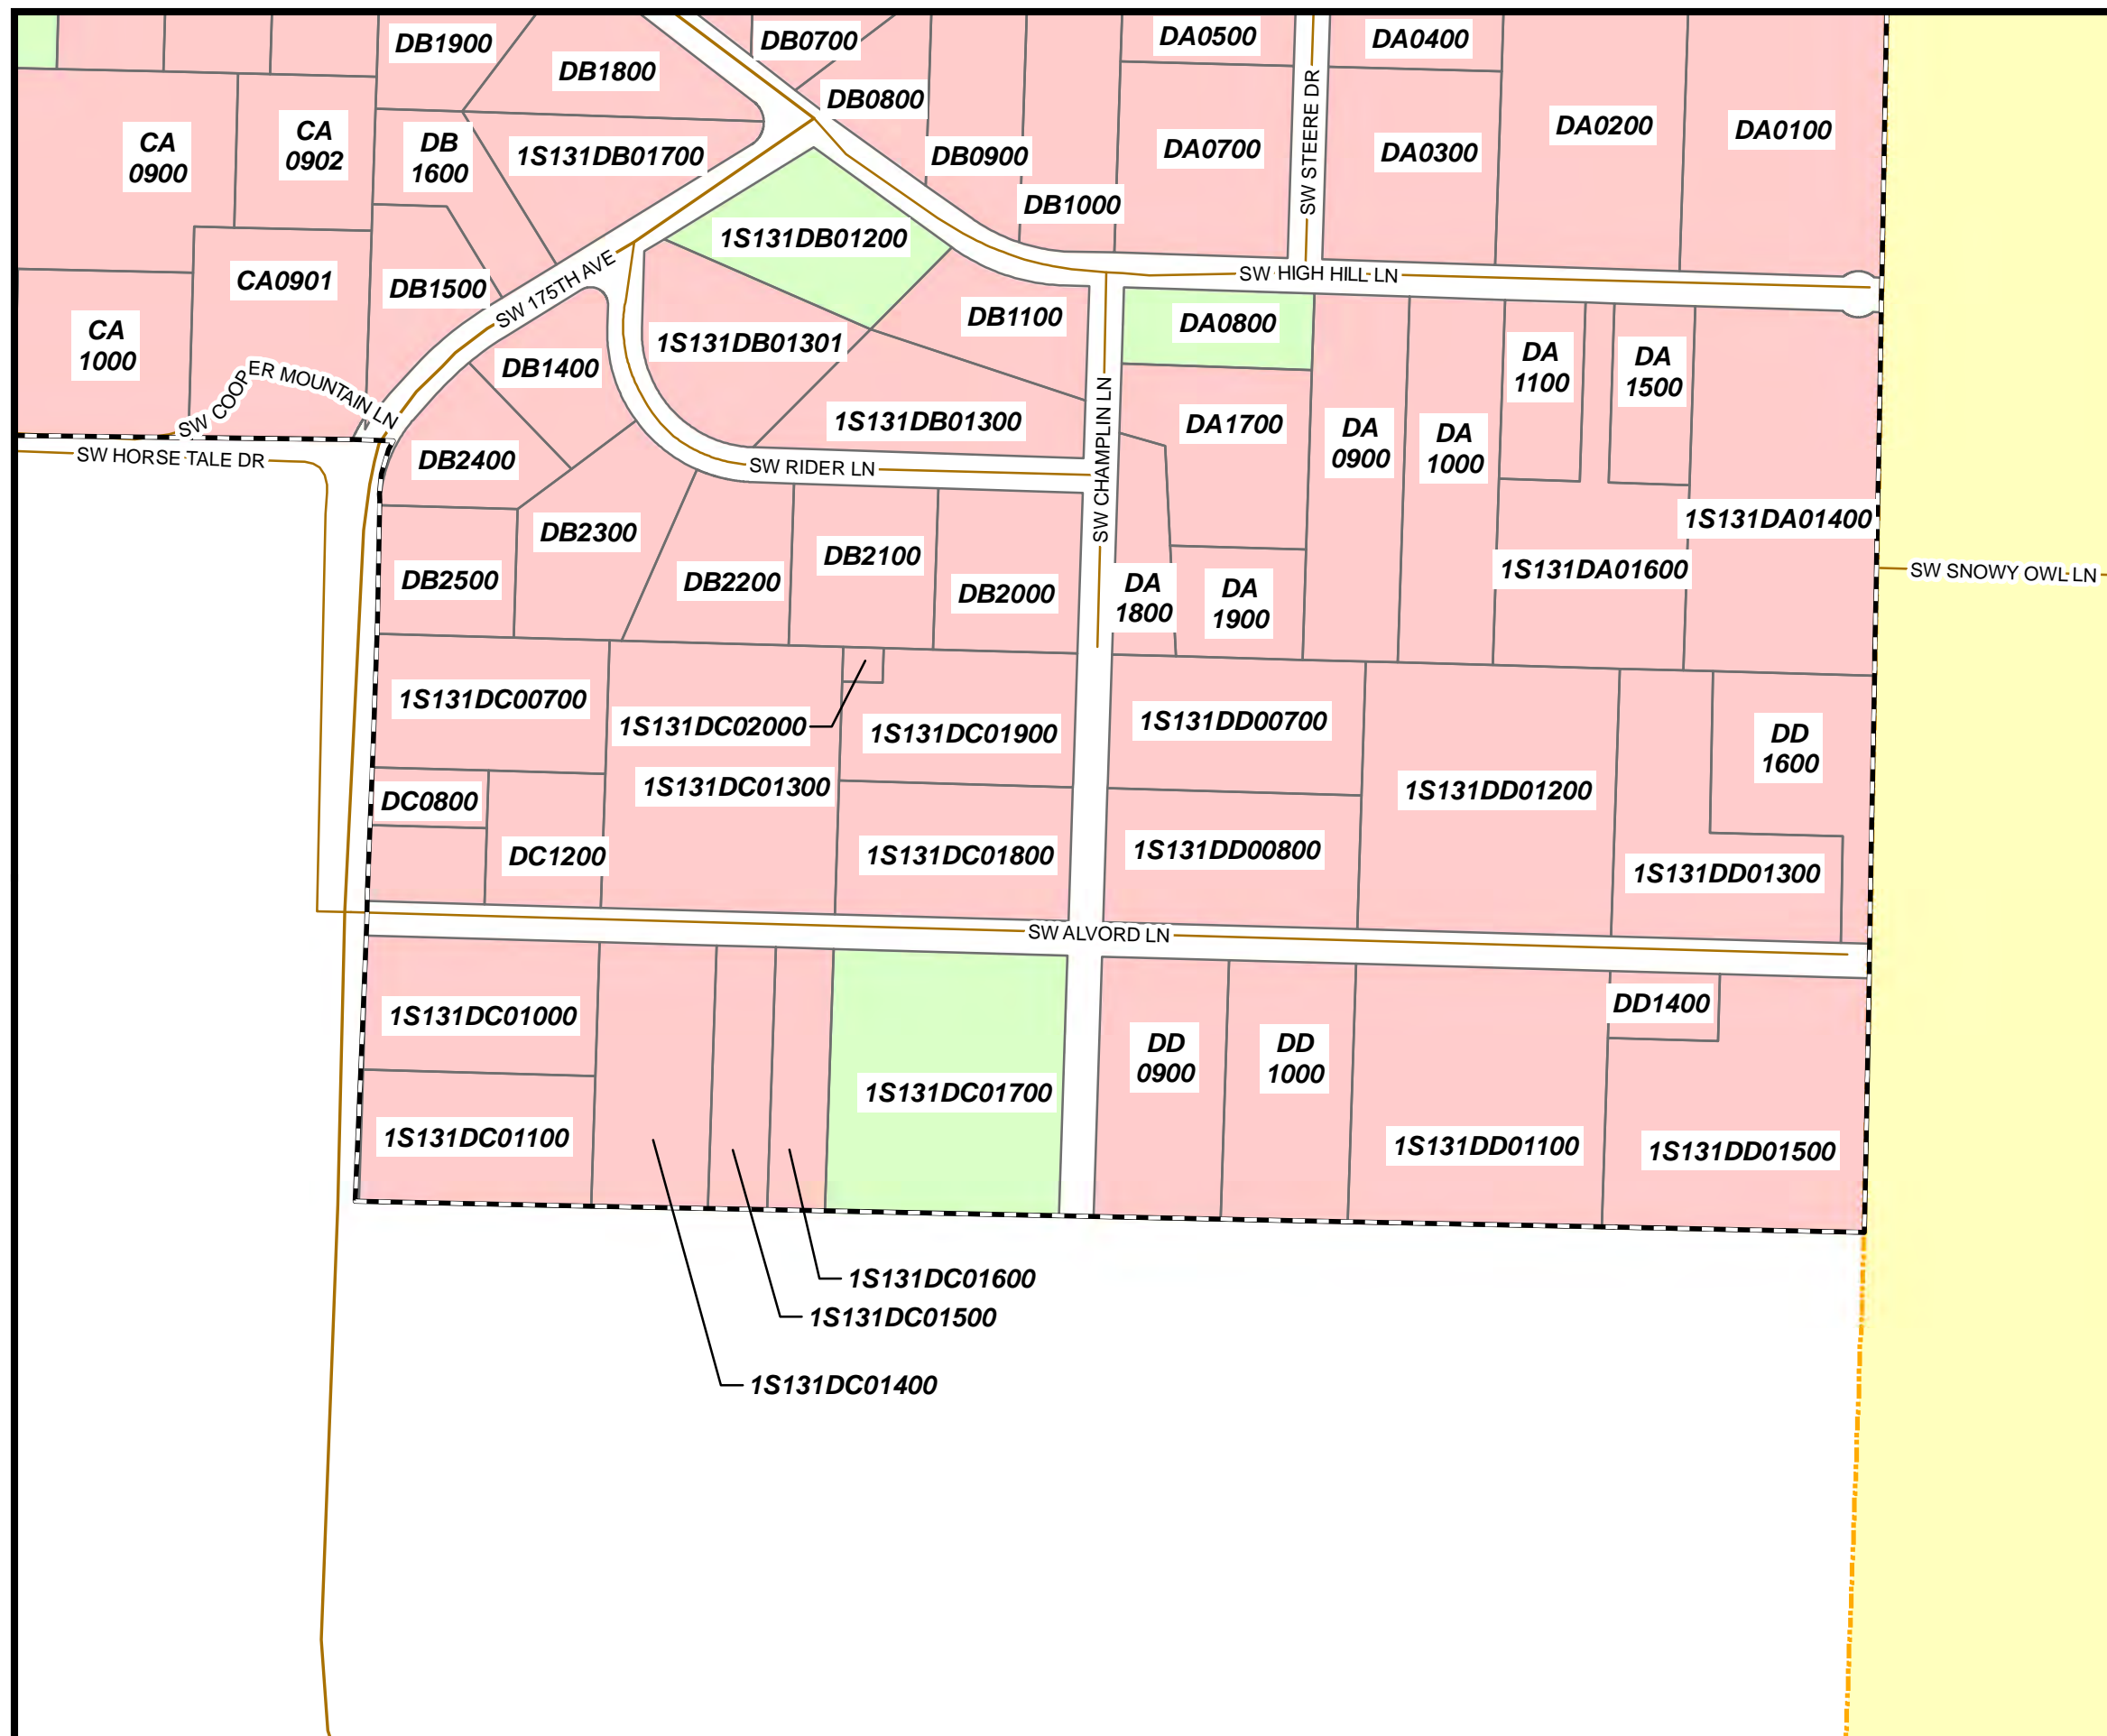 DB1900
DB1800
DB0700
DB0800
DA0500
DA0400
SW STEERE DR
CA
0900
CA
0902
DB
1600
1S131DB01700
DB0900
DB1000
DA0700
DA0300
DA0200
DA0100
1S131DB01200
CA0901
DB1500
SW 175TH AVE
SW HIGH HILL LN
CA
1000
1S131DB01301
DB1100
DA0800
DB1400
DA
1100
DA
1500
SW COOPER MOUNTAIN LN
1S131DB01300
SW CHAMPLIN LN
DA1700
DA
0900
DA
1000
SW HORSE TALE DR
DB2400
SW RIDER LN
1S131DA01400
DB2300
DB2500
DB2200
DB2100
DB2000
DA
1800
DA
1900
1S131DA01600
SW SNOWY OWL LN
1S131DC00700
1S131DC02000
1S131DC01900
1S131DD00700
DD
1600
DC0800
1S131DC01300
1S131DD01200
DC1200
1S131DC01800
1S131DD00800
1S131DD01300
SW ALVORD LN
1S131DC01000
DD1400
1S131DC01700
DD
0900
DD
1000
1S131DC01100
1S131DD01100
1S131DD01500
1S131DC01600
1S131DC01500
1S131DC01400